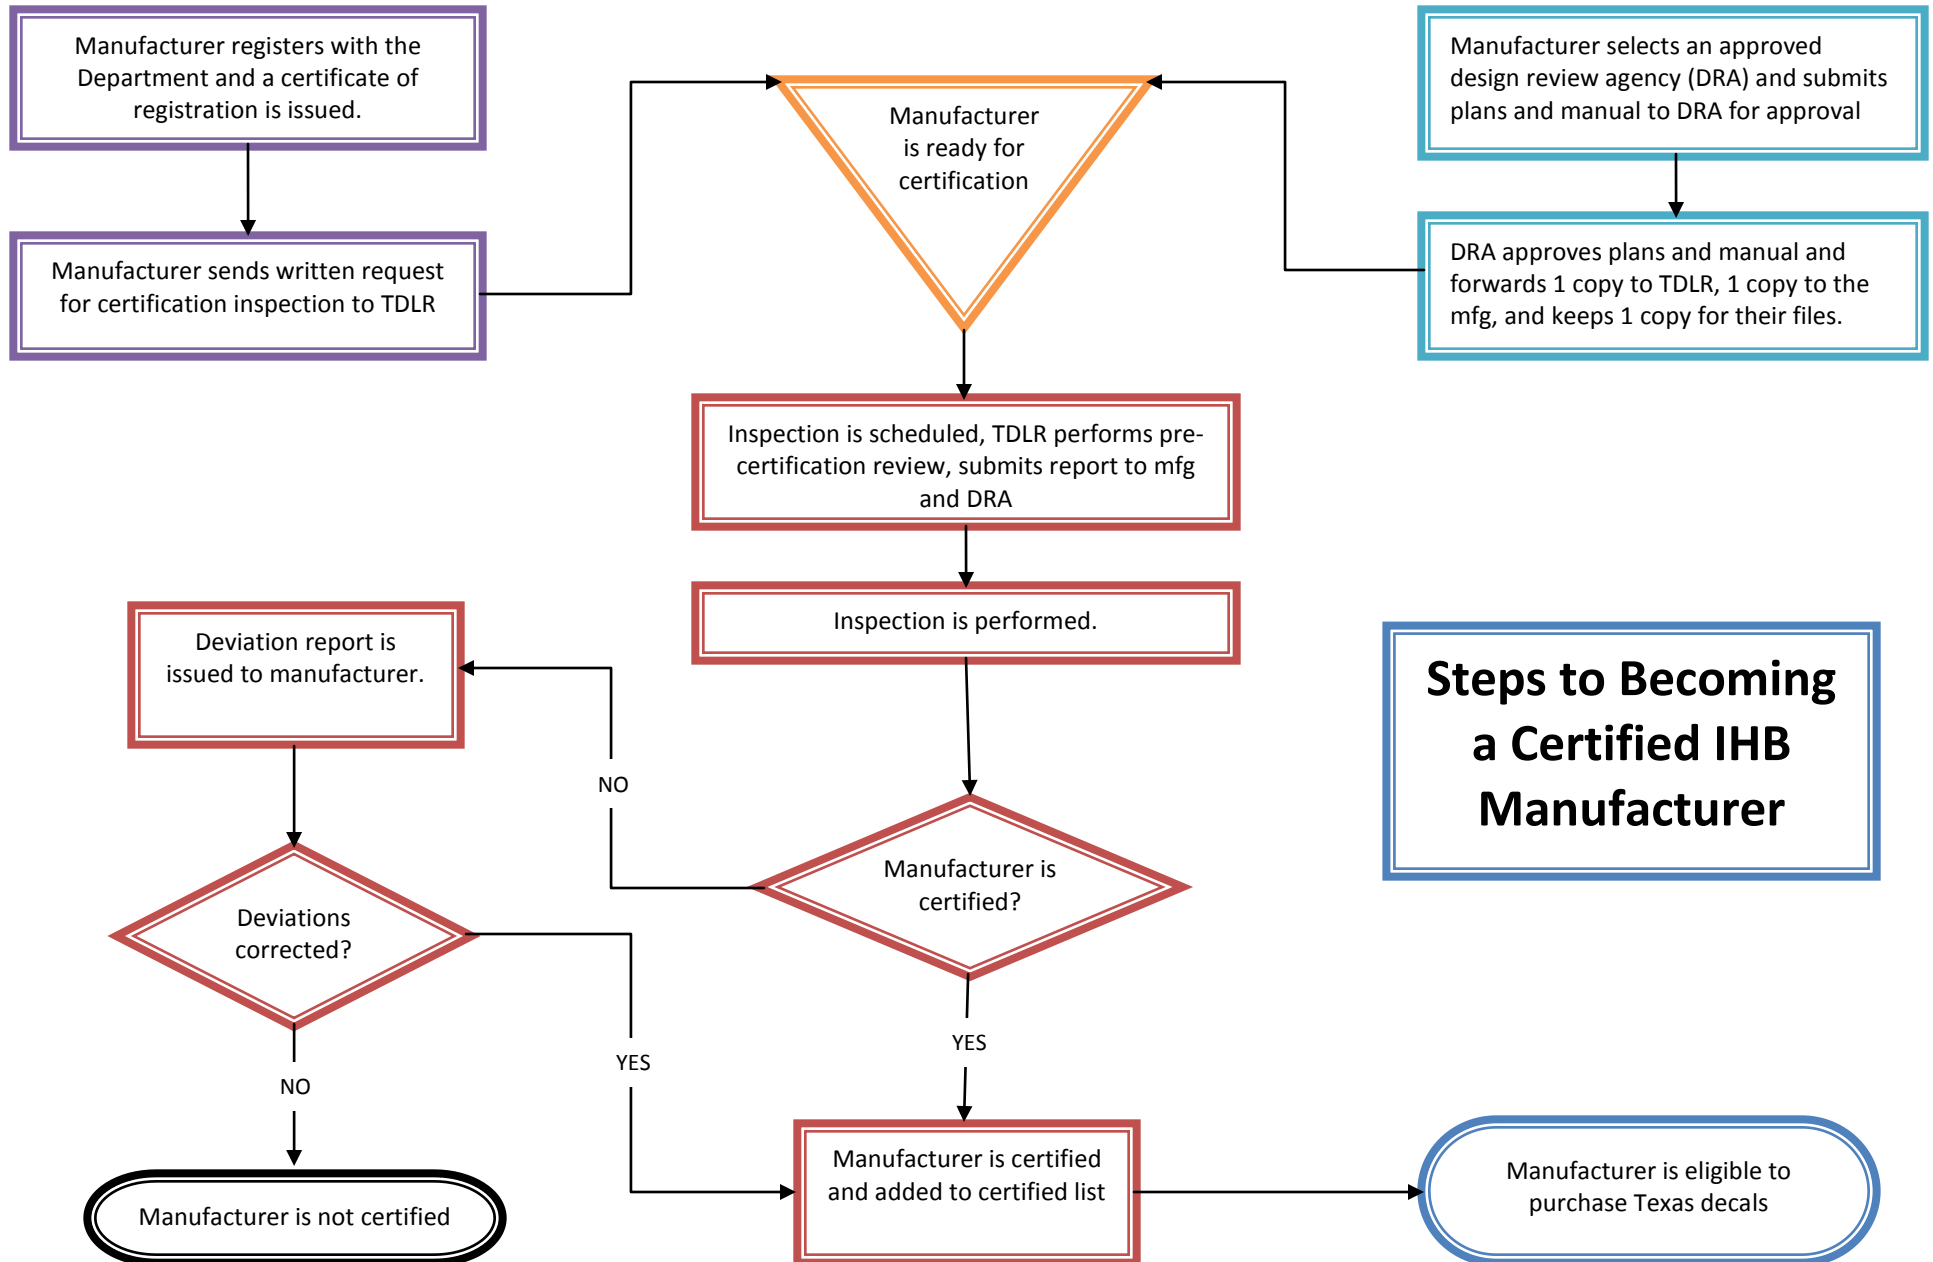 Manufacturer registers with the
Department and a certificate of
registration is issued.
Manufacturer sends written request
for certification inspection to TDLR
Manufacturer
is ready for
certification
Manufacturer selects an approved
design review agency (DRA) and submits
plans and manual to DRA for approval
DRA approves plans and manual and
forwards 1 copy to TDLR, 1 copy to the
mfg, and keeps 1 copy for their files.
Inspection is scheduled, TDLR performs pre-
certification review, submits report to mfg
and DRA
Inspection is performed.
Deviation report is
issued to manufacturer.
Steps to Becoming
a Certified IHB
Manufacturer
NO
Manufacturer is
certified?
Deviations
corrected?
YES
YES
NO
Manufacturer is certified
and added to certified list
Manufacturer is eligible to
purchase Texas decals
Manufacturer is not certified